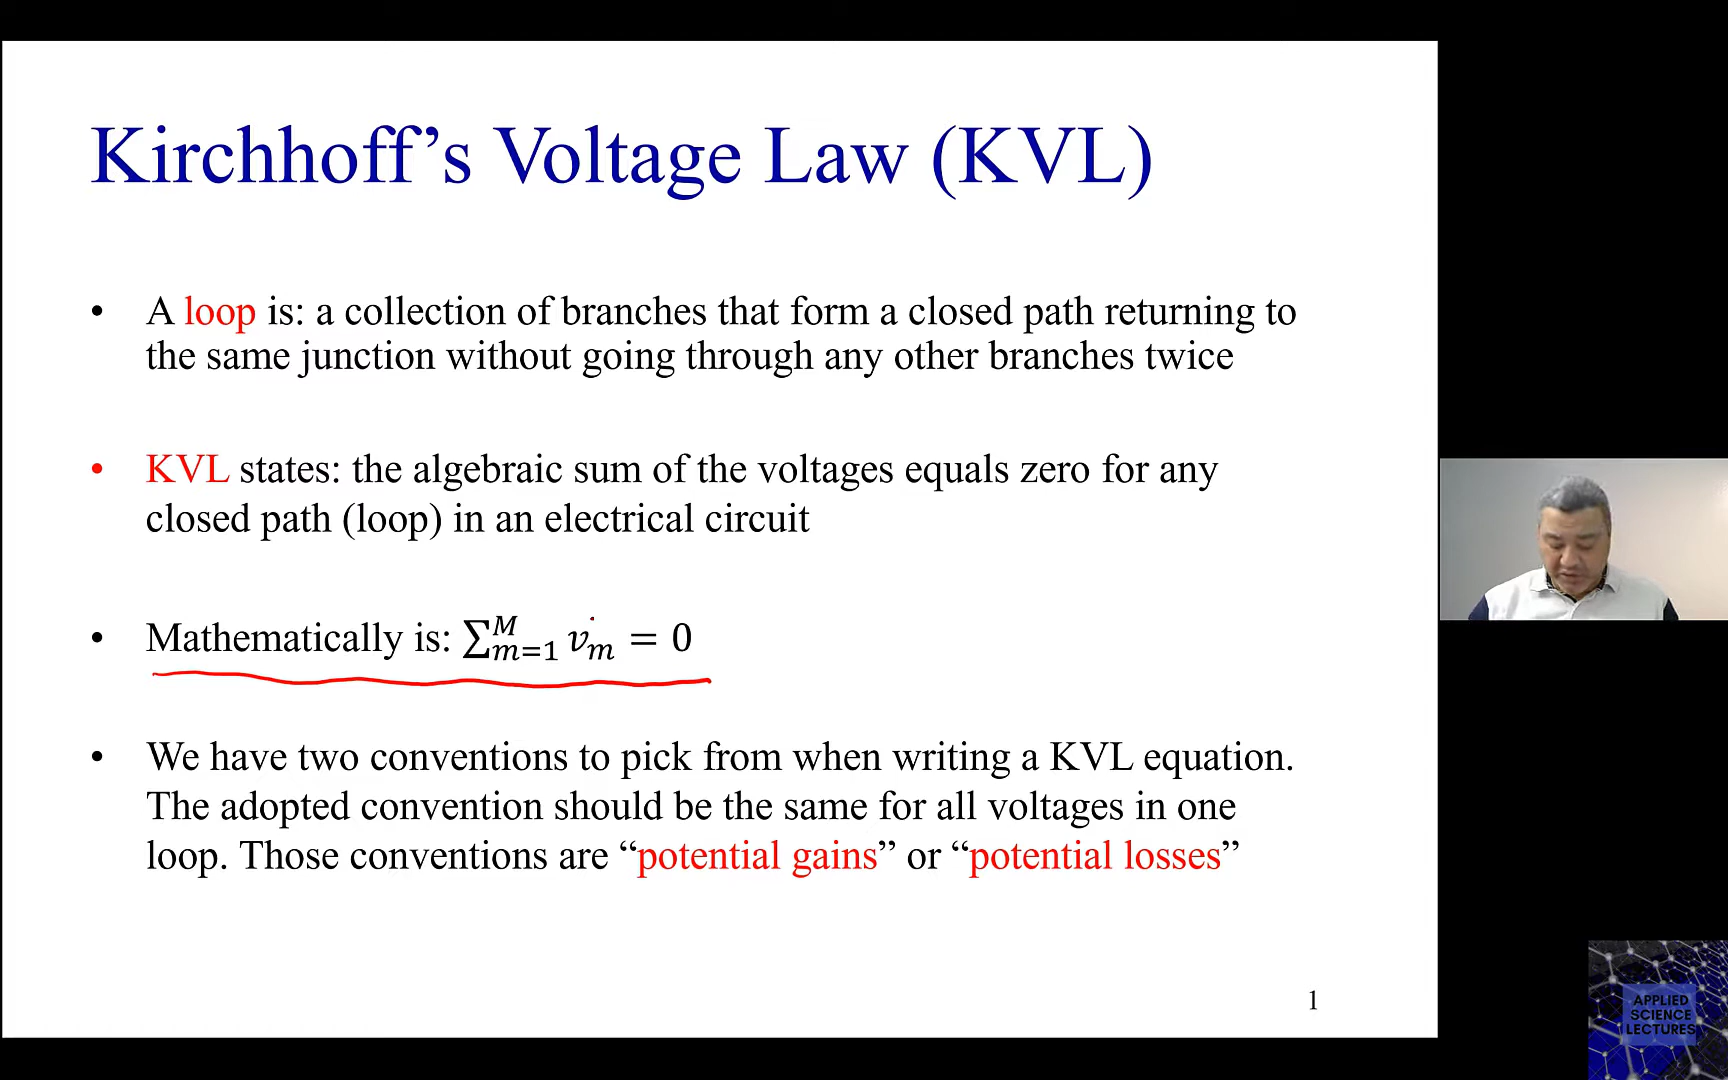 Kirchhoff’s Voltage Law (KVL)
• A loop is: a collection of branches that form a closed path returning to
the same junction without going through any other branches twice
• KVL states: the algebraic sum of the voltages equals zero for any
closed path (loop) in an electrical circuit
• Mathematically is: ∑_{m=1}^{M} v_m = 0
• We have two conventions to pick from when writing a KVL equation.
The adopted convention should be the same for all voltages in one
loop. Those conventions are “potential gains” or “potential losses”
1
APPLIED
SCIENCE
LECTURES